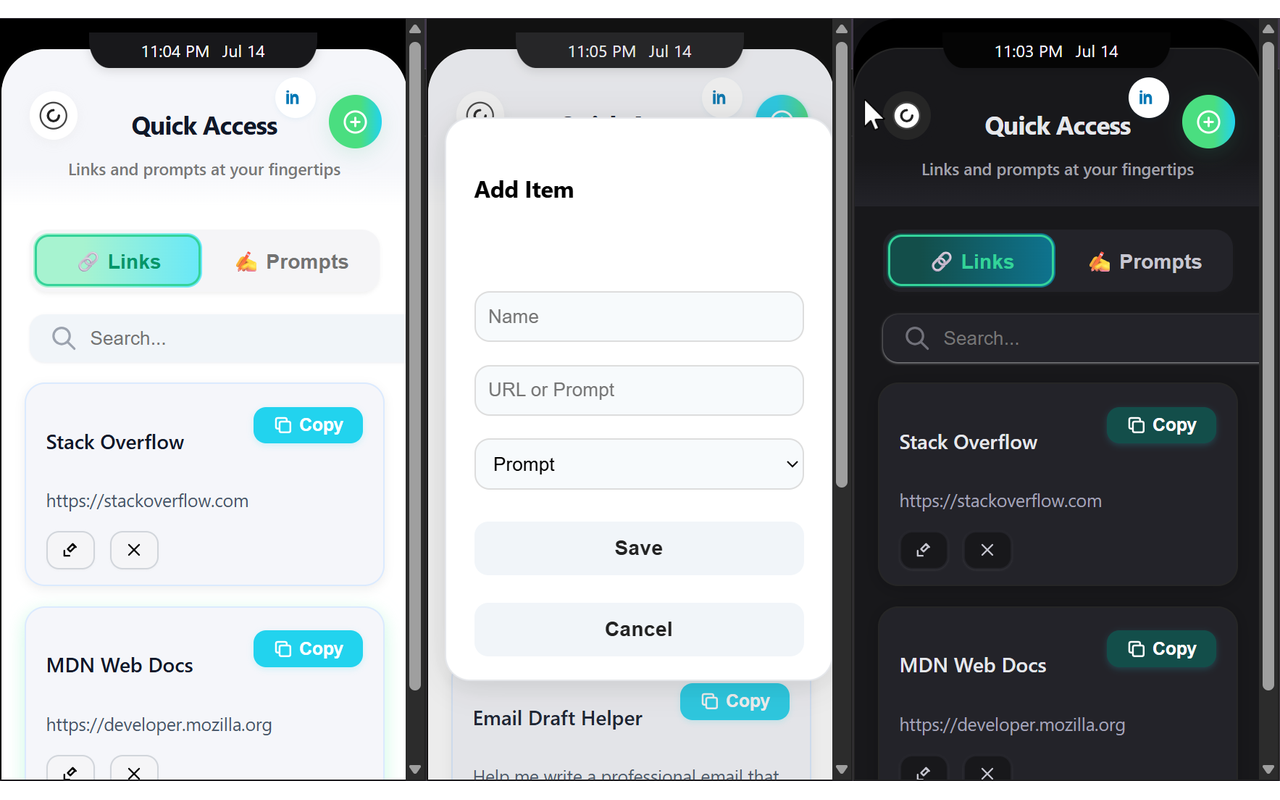 11:04 PM Jul 14
in
Quick Access
Links and prompts at your fingertips
🔗 Links
✍️ Prompts
Search...
Stack Overflow
Copy
https://stackoverflow.com
MDN Web Docs
Copy
https://developer.mozilla.org
11:05 PM Jul 14
in
Add Item
Name
URL or Prompt
Prompt
Save
Cancel
Email Draft Helper
Copy
Help me write a professional email that
11:03 PM Jul 14
in
Quick Access
Links and prompts at your fingertips
🔗 Links
✍️ Prompts
Search...
Stack Overflow
Copy
https://stackoverflow.com
MDN Web Docs
Copy
https://developer.mozilla.org